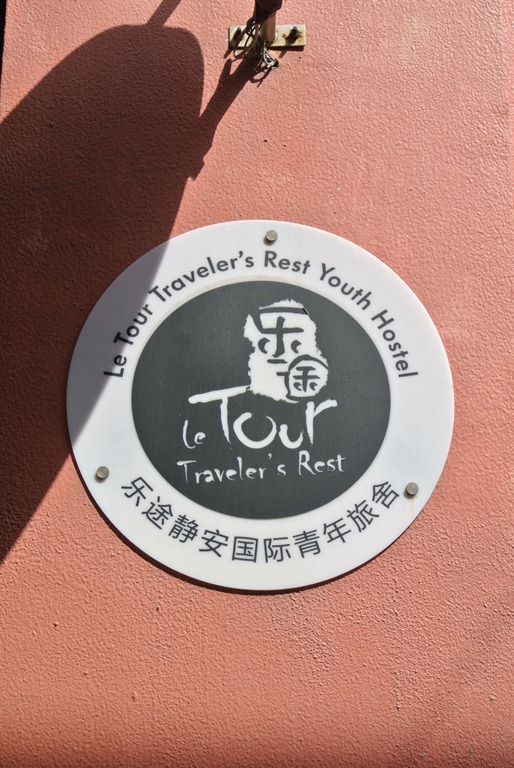 Le Tour Traveler's Rest Youth Hostel
乐途
Le Tour
Traveler's Rest
乐途静安国际青年旅舍